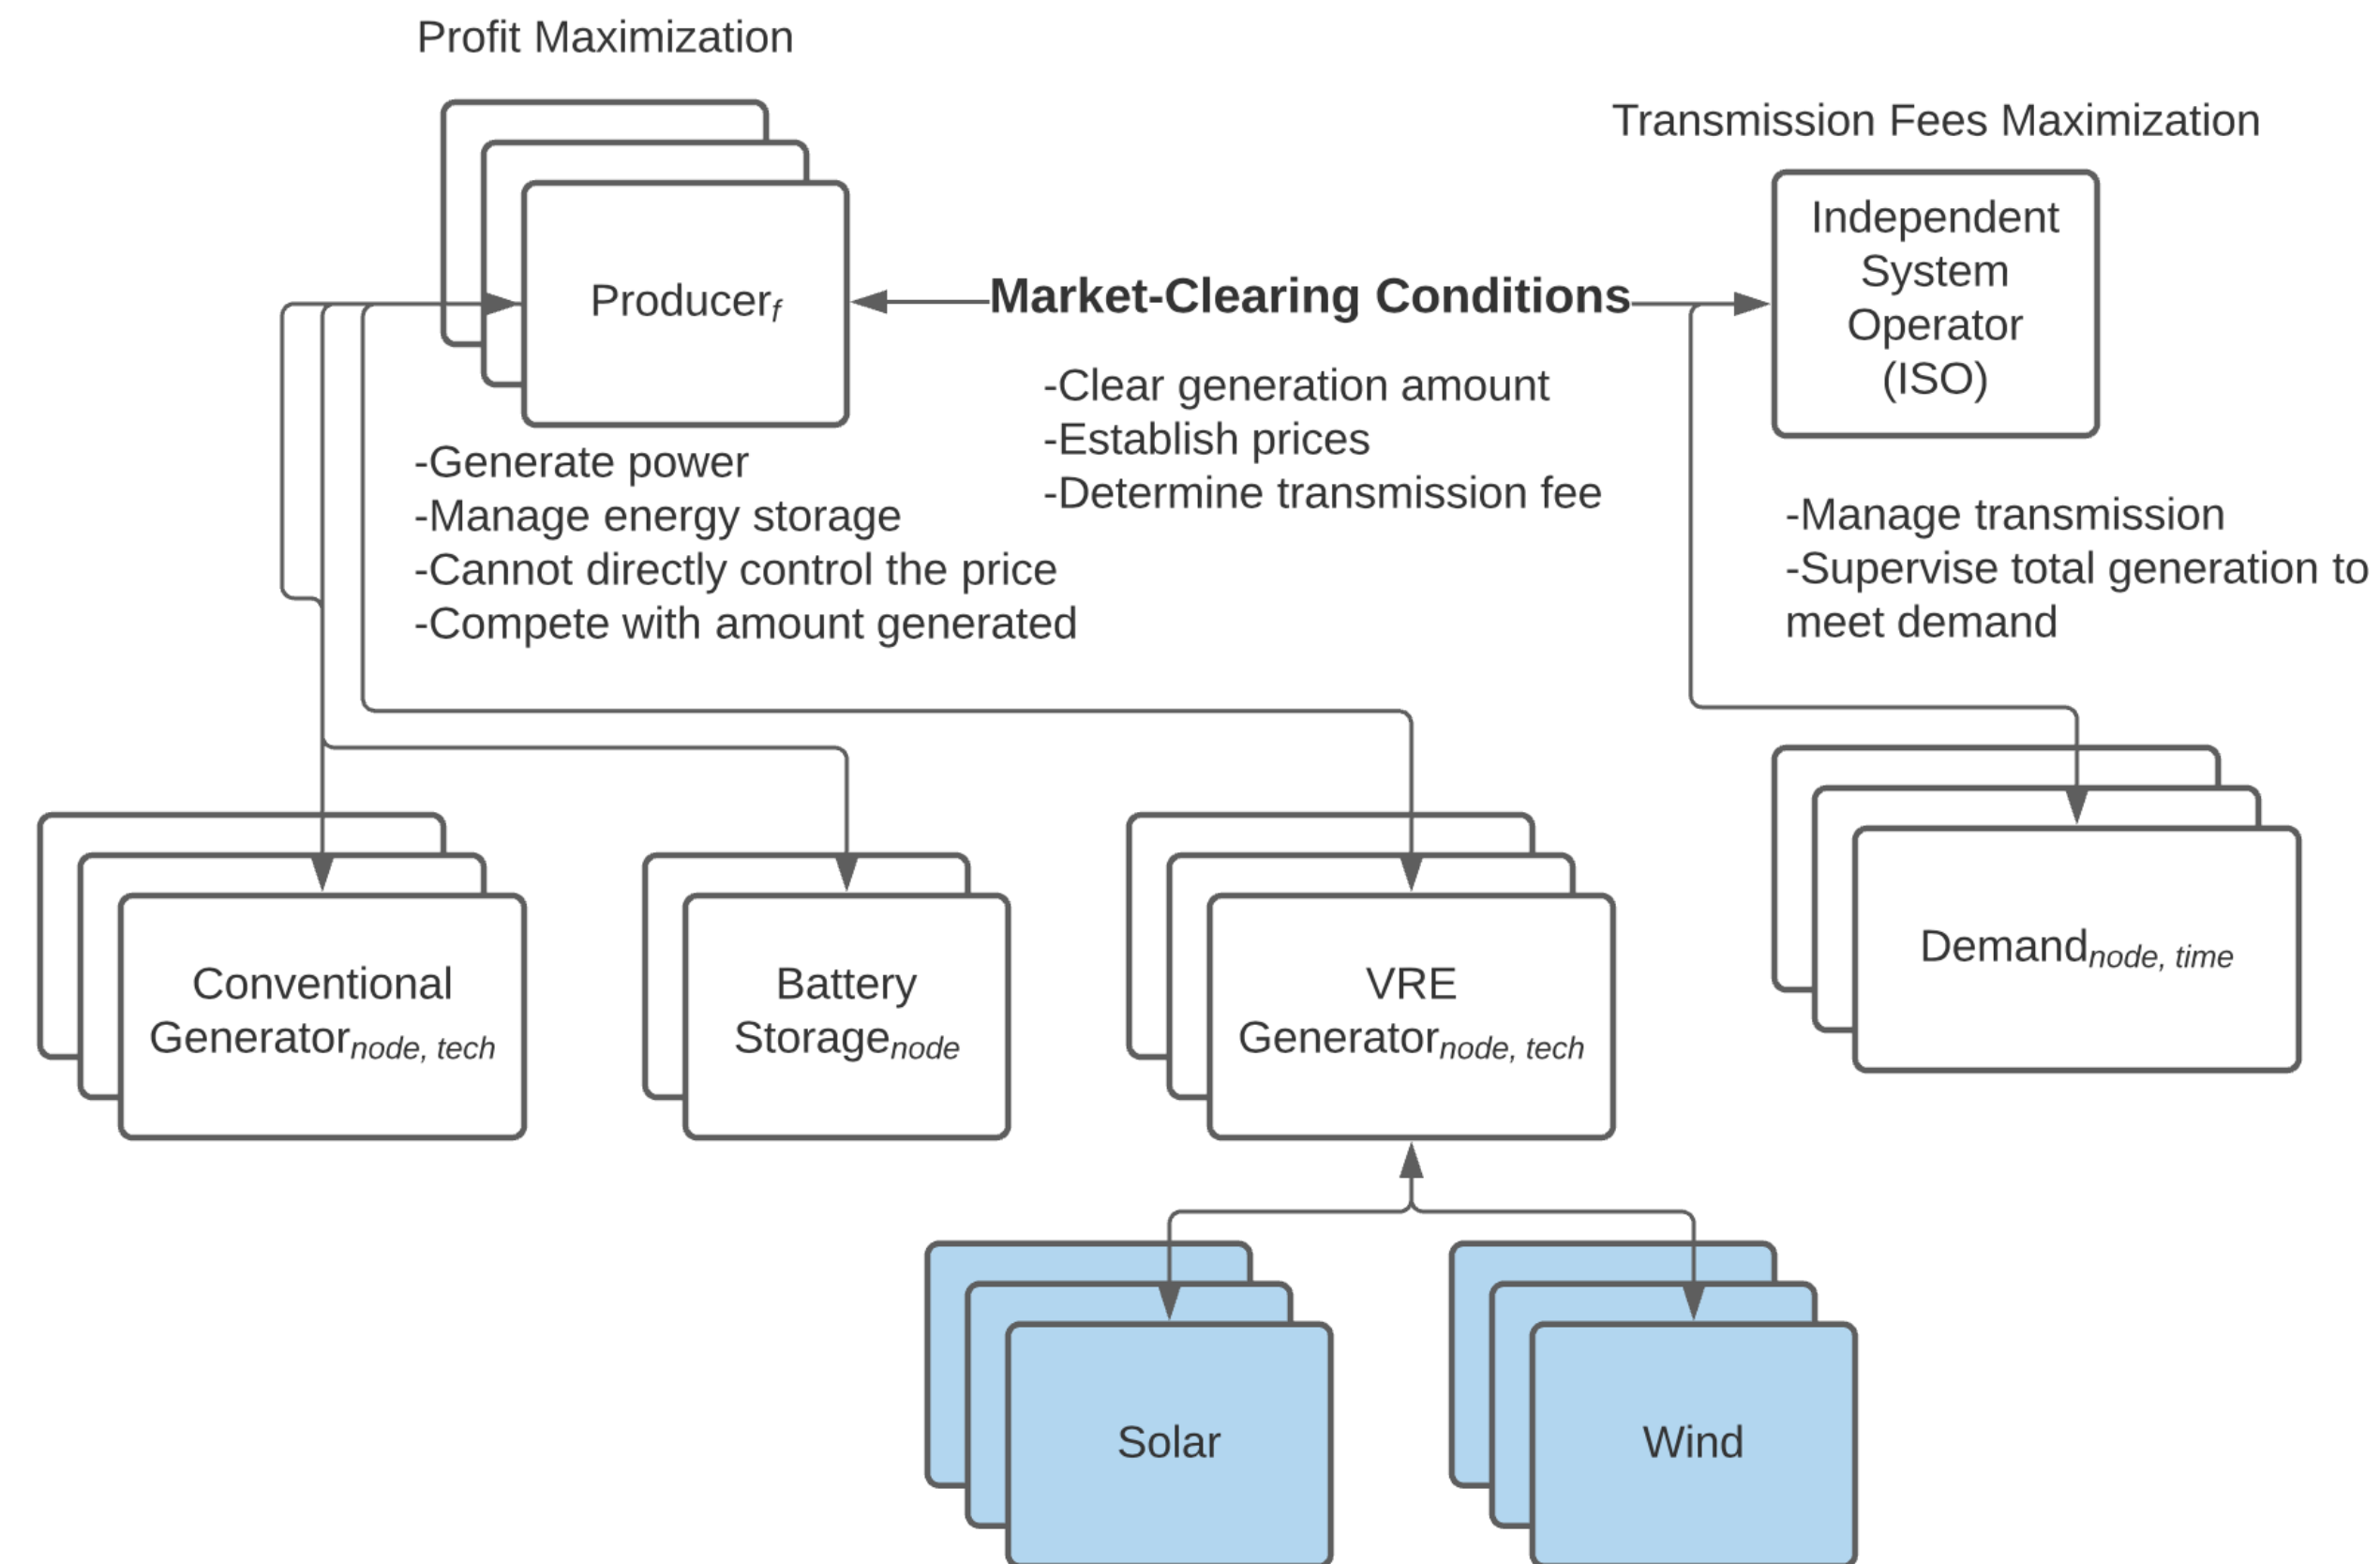 Profit Maximization
Transmission Fees Maximization
Producerf
Market-Clearing Conditions
Independent
System
Operator
(ISO)
-Clear generation amount
-Establish prices
-Determine transmission fee
-Generate power
-Manage energy storage
-Cannot directly control the price
-Compete with amount generated
-Manage transmission
-Supervise total generation to
meet demand
Conventional
Generatornode, tech
Battery
Storagenode
VRE
Generatornode, tech
Demandnode, time
Solar
Wind